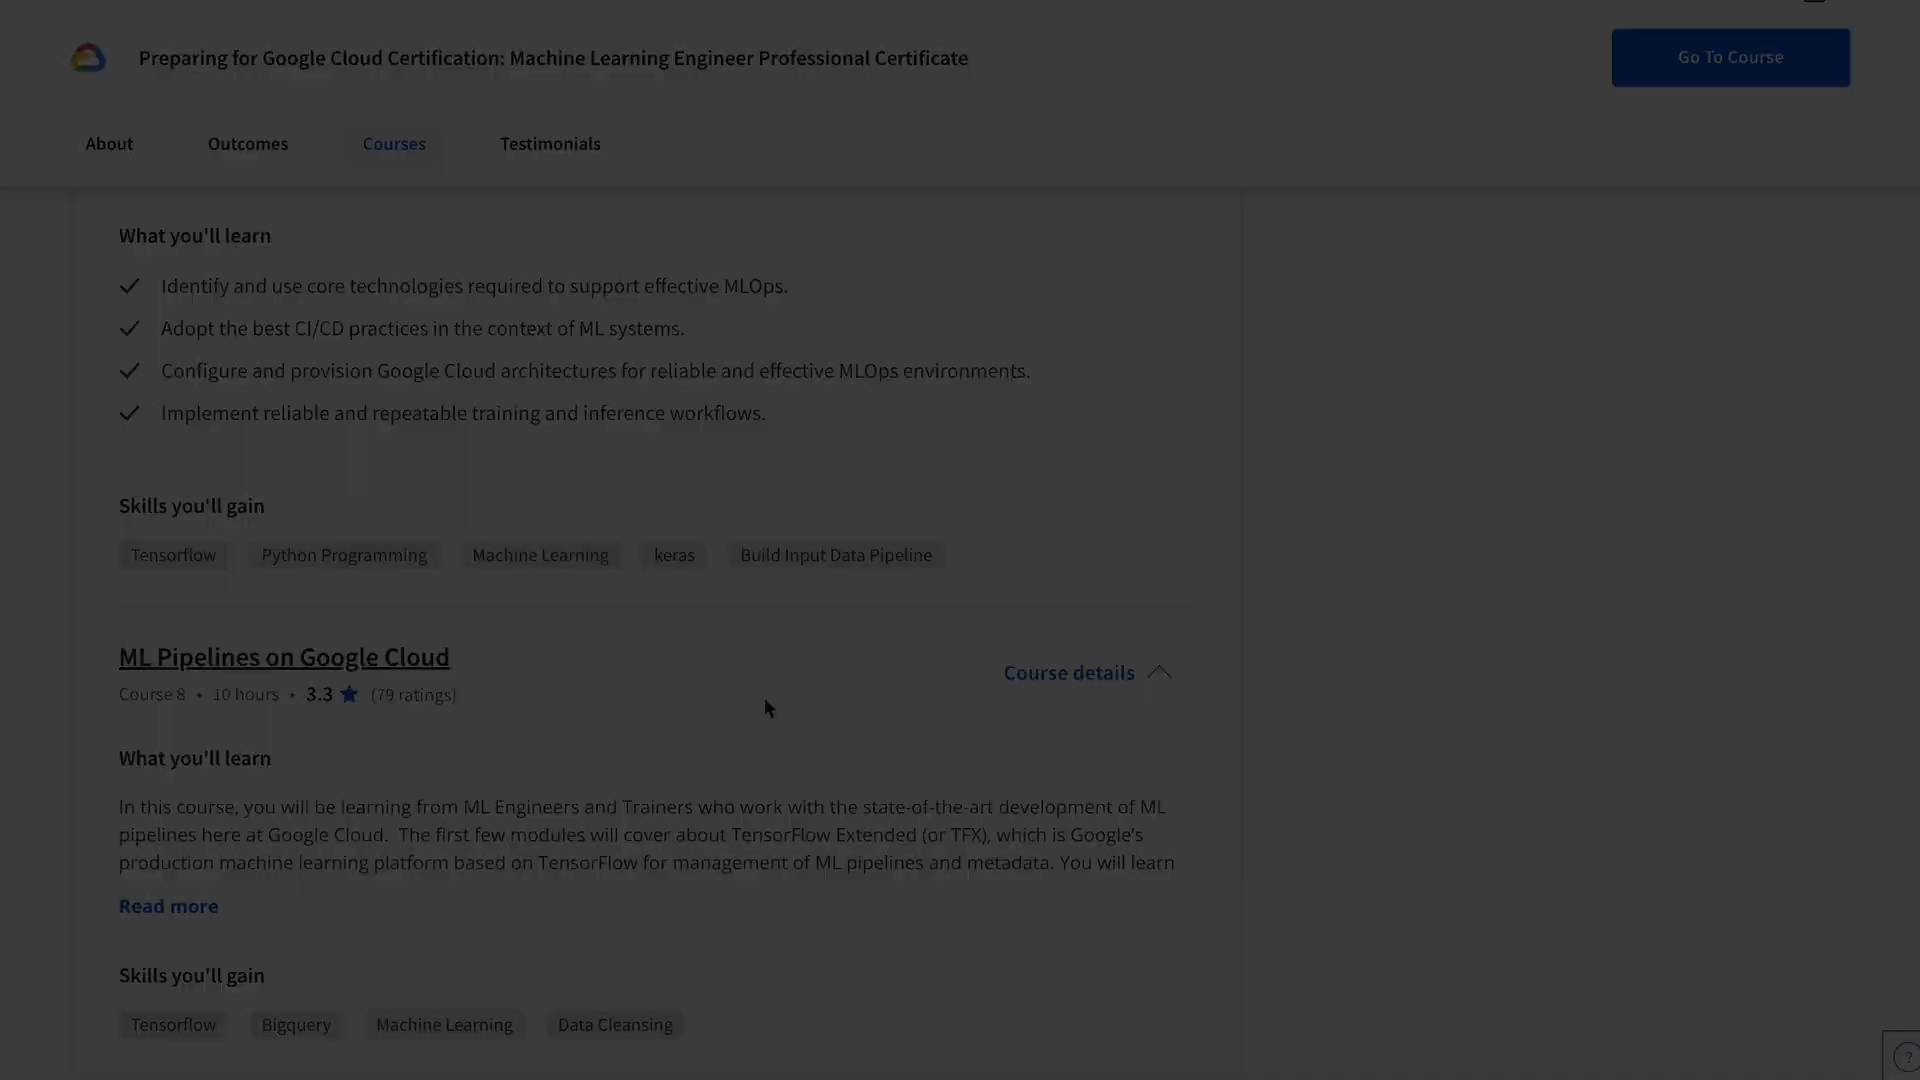 Preparing for Google Cloud Certification: Machine Learning Engineer Professional Certificate
Go To Course
About
Outcomes
Courses
Testimonials
What you'll learn
Identify and use core technologies required to support effective MLOps.
Adopt the best CI/CD practices in the context of ML systems.
Configure and provision Google Cloud architectures for reliable and effective MLOps environments.
Implement reliable and repeatable training and inference workflows.
Skills you'll gain
Tensorflow
Python Programming
Machine Learning
keras
Build Input Data Pipeline
ML Pipelines on Google Cloud
Course details
Course 8 • 10 hours • 3.3 ★ (79 ratings)
What you'll learn
In this course, you will be learning from ML Engineers and Trainers who work with the state-of-the-art development of ML
pipelines here at Google Cloud. The first few modules will cover about TensorFlow Extended (or TFX), which is Google's
production machine learning platform based on TensorFlow for management of ML pipelines and metadata. You will learn
Read more
Skills you'll gain
Tensorflow
Bigquery
Machine Learning
Data Cleansing
?